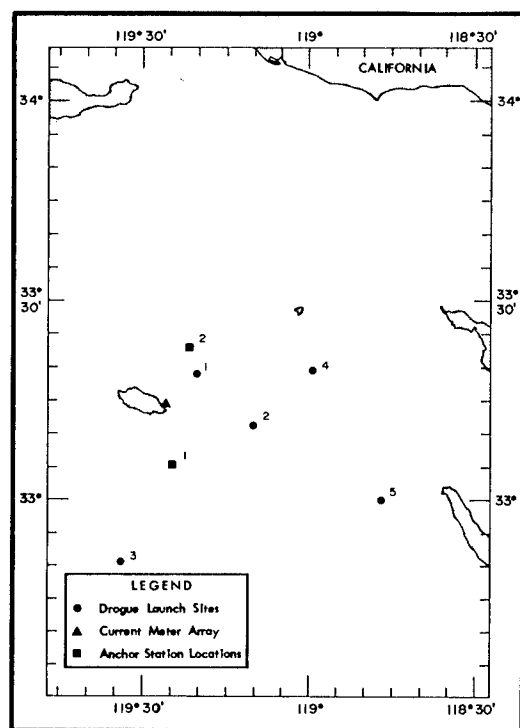 119° 30' 119° 118° 30'
CALIFORNIA
34° 34°
33° 30' 33° 30'
2
1
4
2
1
33° 5 33°
3
LEGEND
Drogue Launch Sites
Current Meter Array
Anchor Station Locations
119° 30' 119° 118° 30'